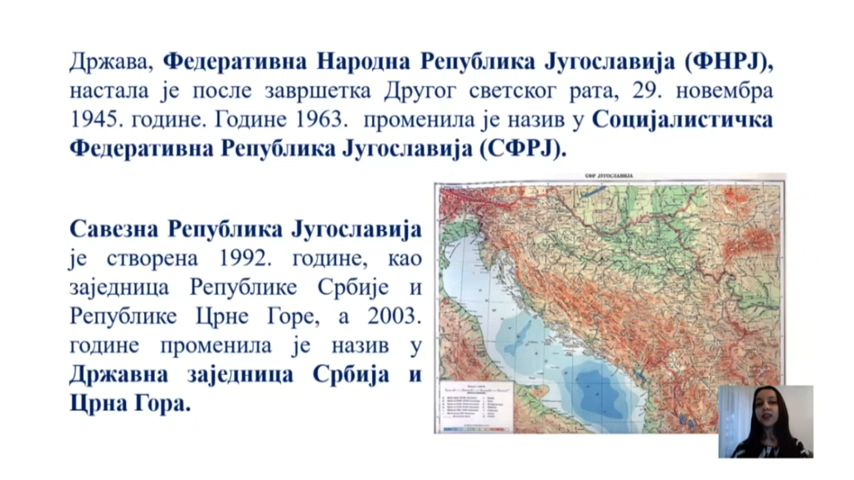 Држава, Федеративна Народна Република Југославија (ФНРЈ),
настала је после завршетка Другог светског рата, 29. новембра
1945. године. Године 1963. променила је назив у Социјалистичка
Федеративна Република Југославија (СФРЈ).
Савезна Република Југославија
је створена 1992. године, као
заједница Републике Србије и
Републике Црне Горе, а 2003.
године променила је назив у
Државна заједница Србија и
Црна Гора.
СФР ЈУГОСЛАВИЈА